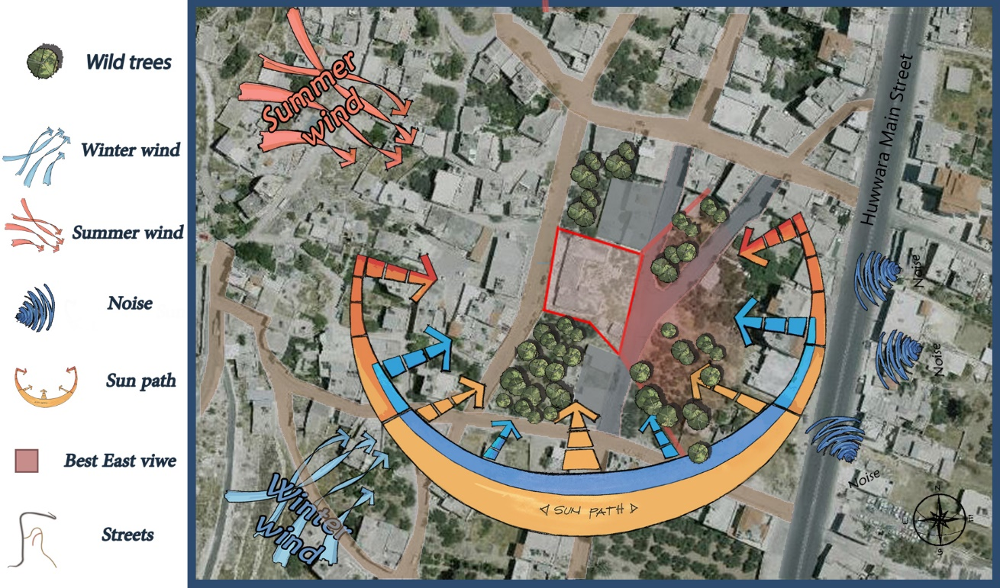 Wild trees
Winter wind
Summer wind
Noise
Sun path
Best East viwe
Streets
Summer
wind
Huwwara Main Street
Noise
Noise
Noise
Winter
wind
SUN PATH
N
E
E
S